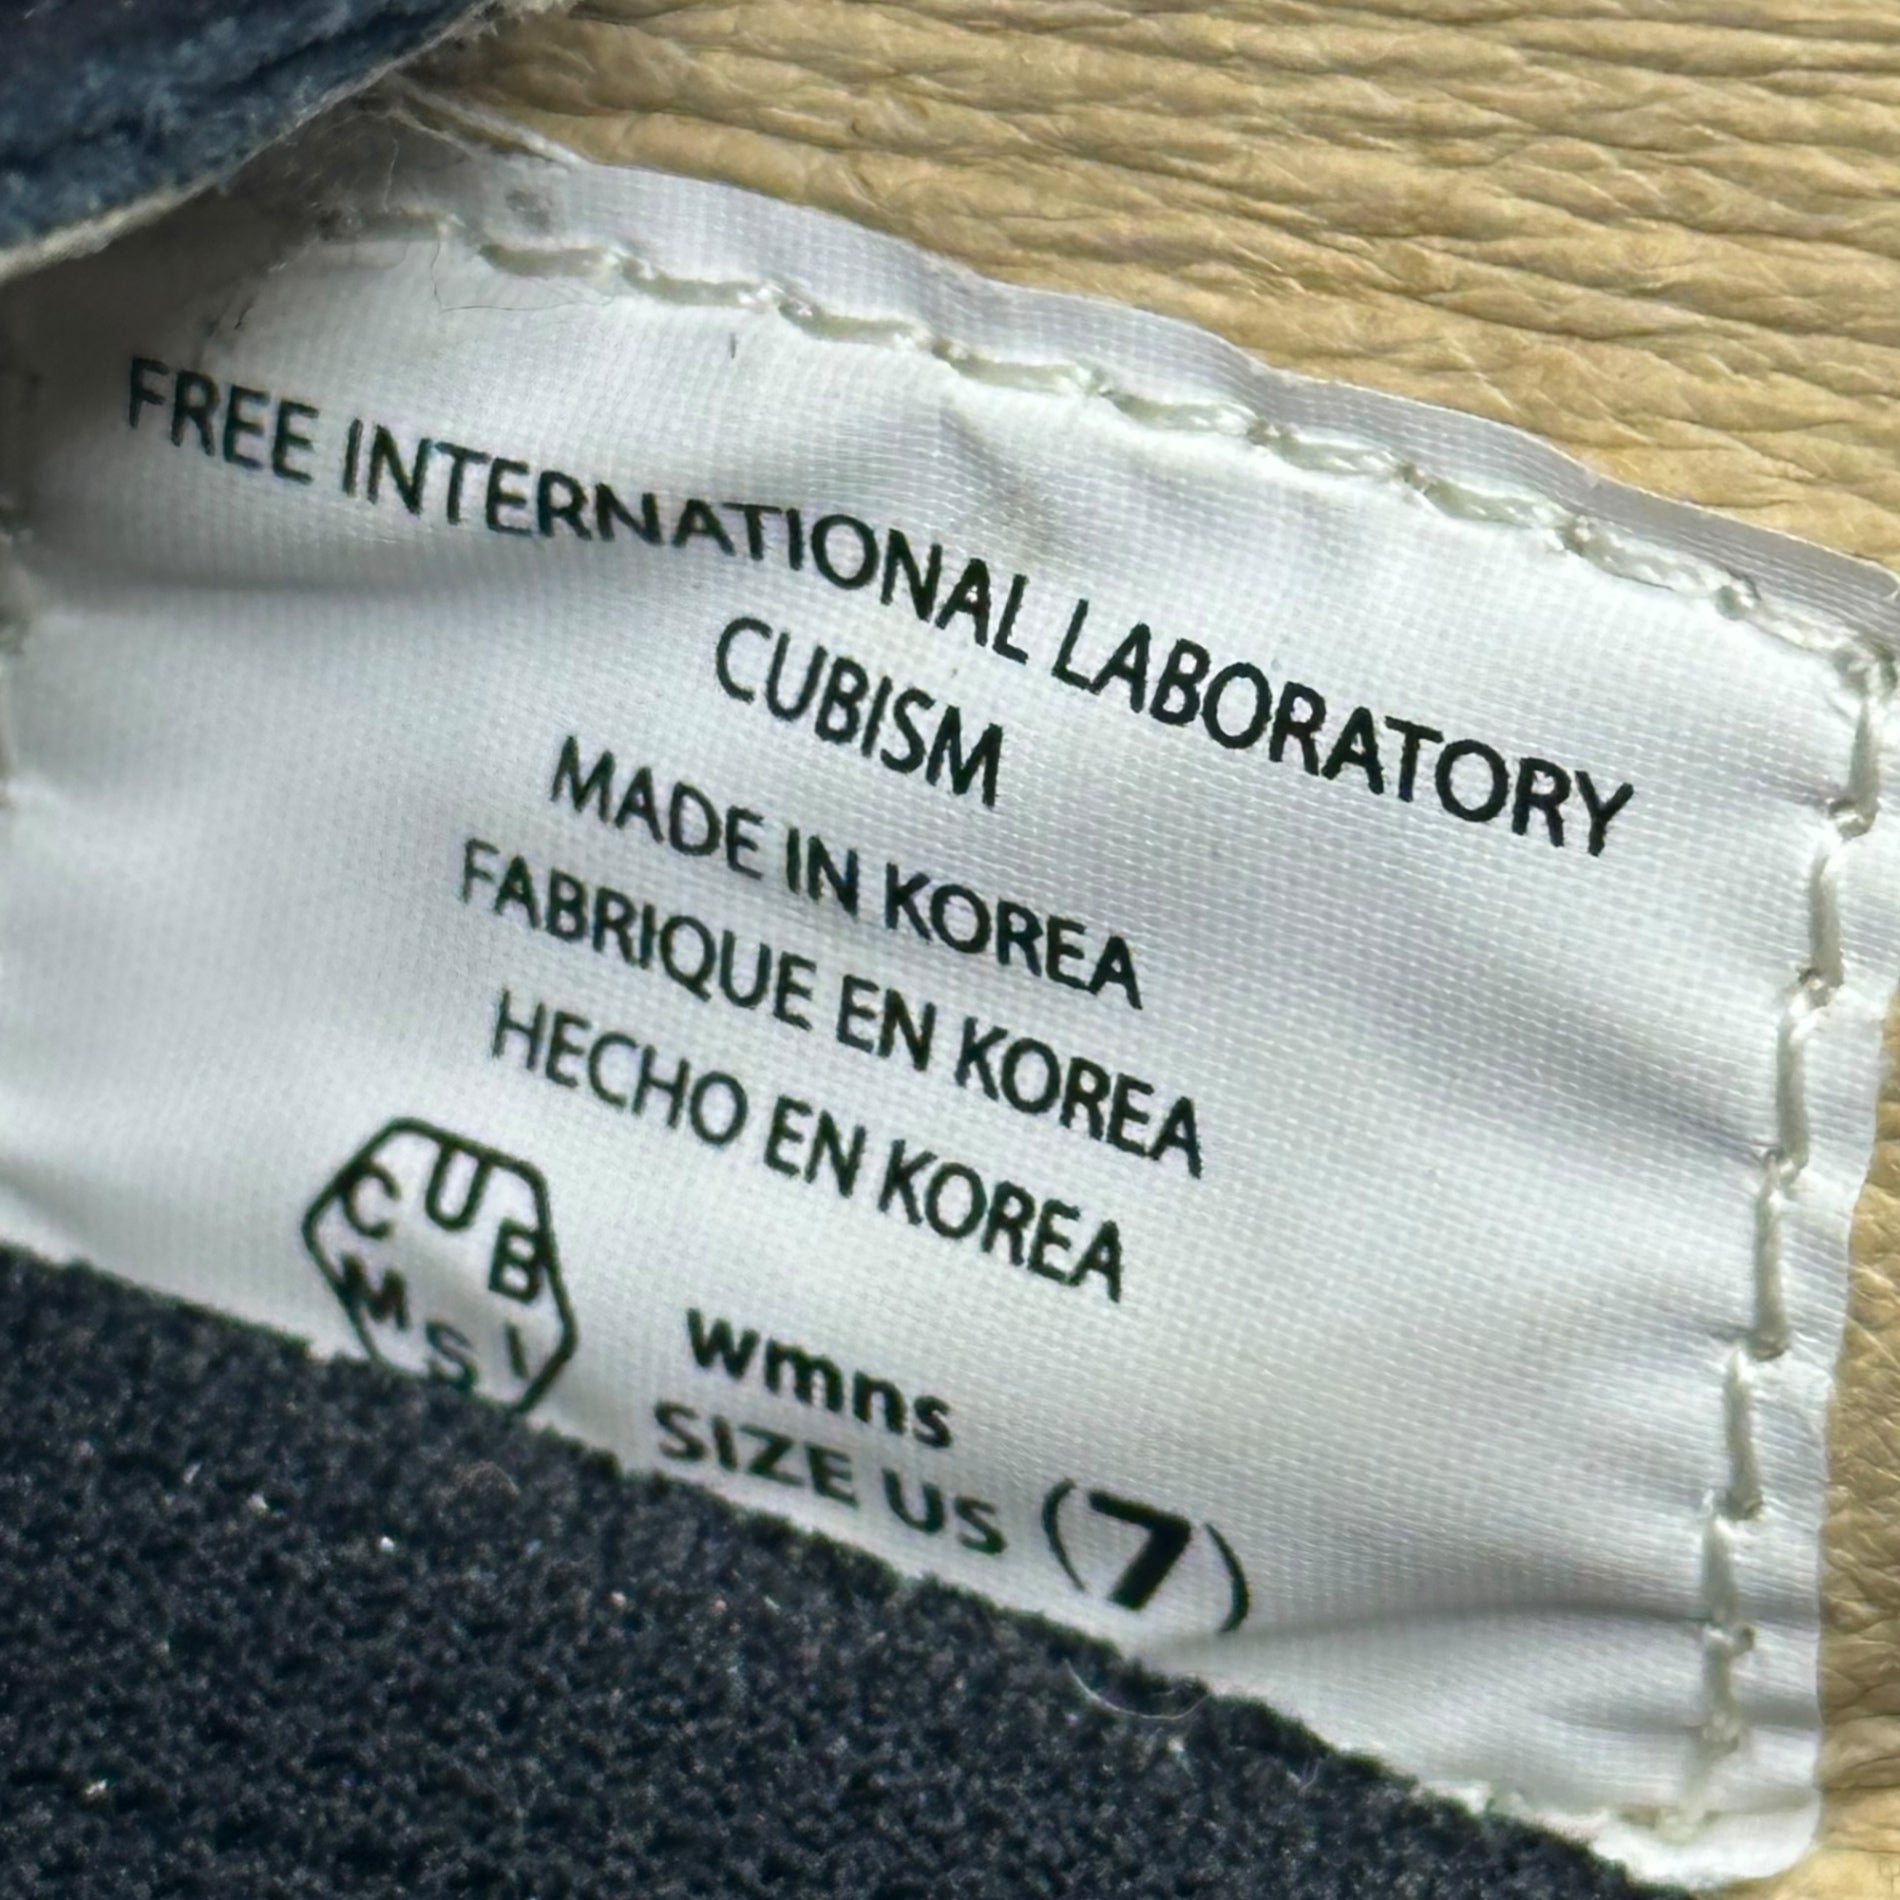 FREE INTERNATIONAL LABORATORY
CUBISM
MADE IN KOREA
FABRIQUE EN KOREA
HECHO EN KOREA
CUBISM
wmns
SIZE US (7)